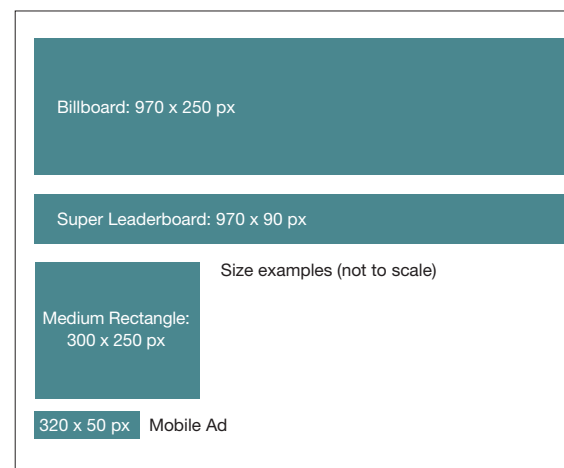 Billboard: 970 x 250 px
Super Leaderboard: 970 x 90 px
Size examples (not to scale)
Medium Rectangle:
300 x 250 px
320 x 50 px
Mobile Ad